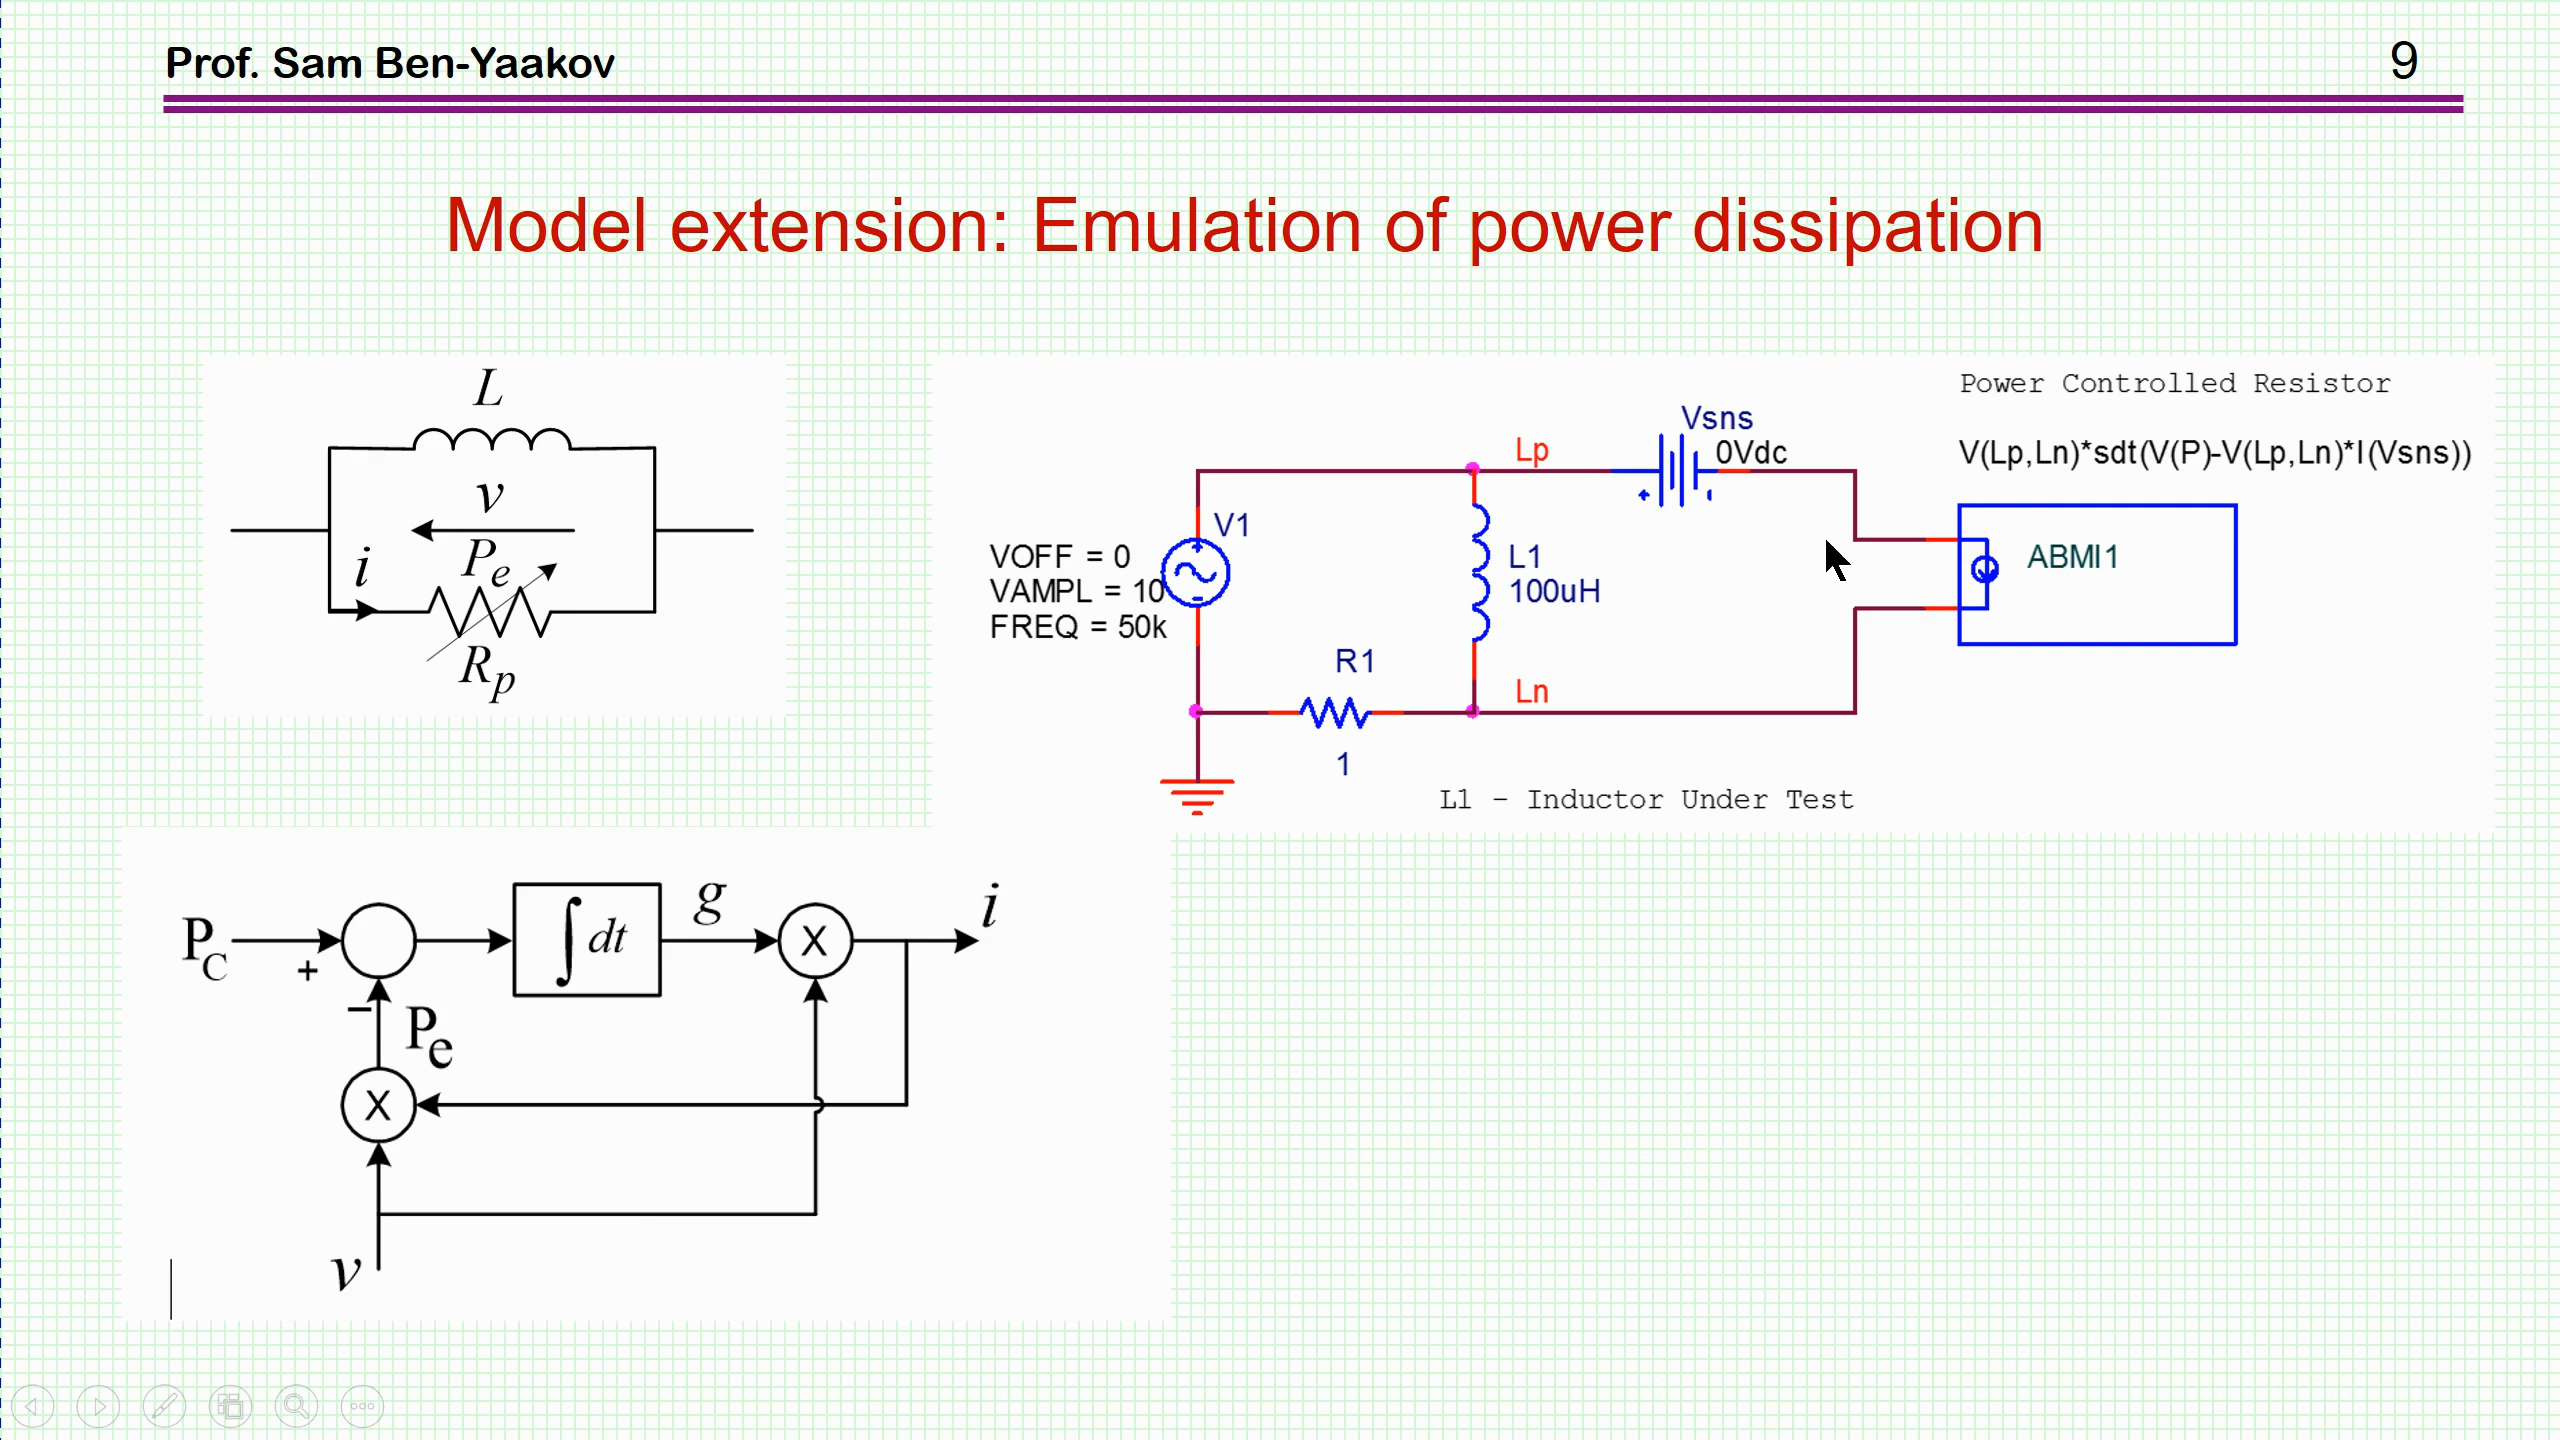 Prof. Sam Ben-Yaakov
9
Model extension: Emulation of power dissipation
L
v
i
Pe
Rp
Power Controlled Resistor
V(Lp,Ln)*sdt(V(P)-V(Lp,Ln)*I(Vsns))
Vsns
0Vdc
Lp
V1
VOFF = 0
VAMPL = 10
FREQ = 50k
L1
100uH
ABMI1
R1
1
Ln
L1 - Inductor Under Test
PC
+
−
∫dt
g
X
i
Pe
X
v